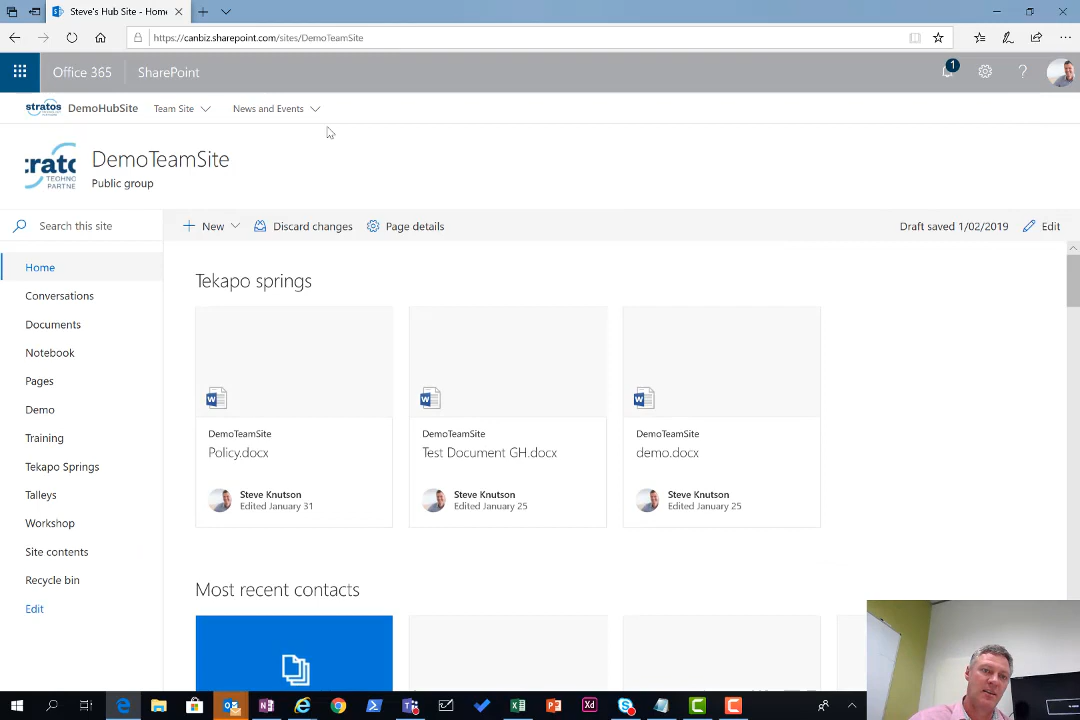 Steve's Hub Site - Home
https://canbiz.sharepoint.com/sites/DemoTeamSite
Office 365
SharePoint
1
?
stratos
DemoHubSite
Team Site
News and Events
DemoTeamSite
Public group
TECHNO
PARTNE
Search this site
New
Discard changes
Page details
Draft saved 1/02/2019
Edit
Home
Conversations
Documents
Notebook
Pages
Demo
Training
Tekapo Springs
Talleys
Workshop
Site contents
Recycle bin
Edit
Tekapo springs
DemoTeamSite
Policy.docx
Steve Knutson
Edited January 31
DemoTeamSite
Test Document GH.docx
Steve Knutson
Edited January 25
DemoTeamSite
demo.docx
Steve Knutson
Edited January 25
Most recent contacts